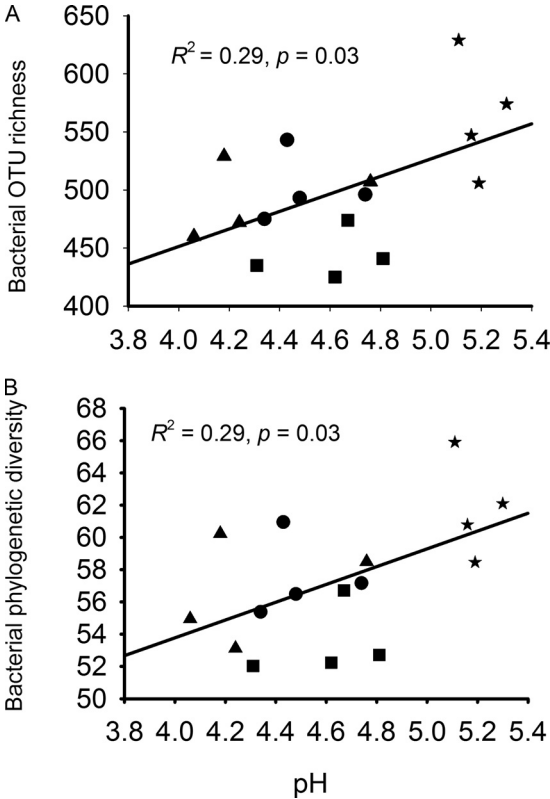 A
650
600
550
500
450
400
Bacterial OTU richness
R² = 0.29, p = 0.03
3.8 4.0 4.2 4.4 4.6 4.8 5.0 5.2 5.4
B
68
66
64
62
60
58
56
54
52
50
Bacterial phylogenetic diversity
R² = 0.29, p = 0.03
3.8 4.0 4.2 4.4 4.6 4.8 5.0 5.2 5.4
pH